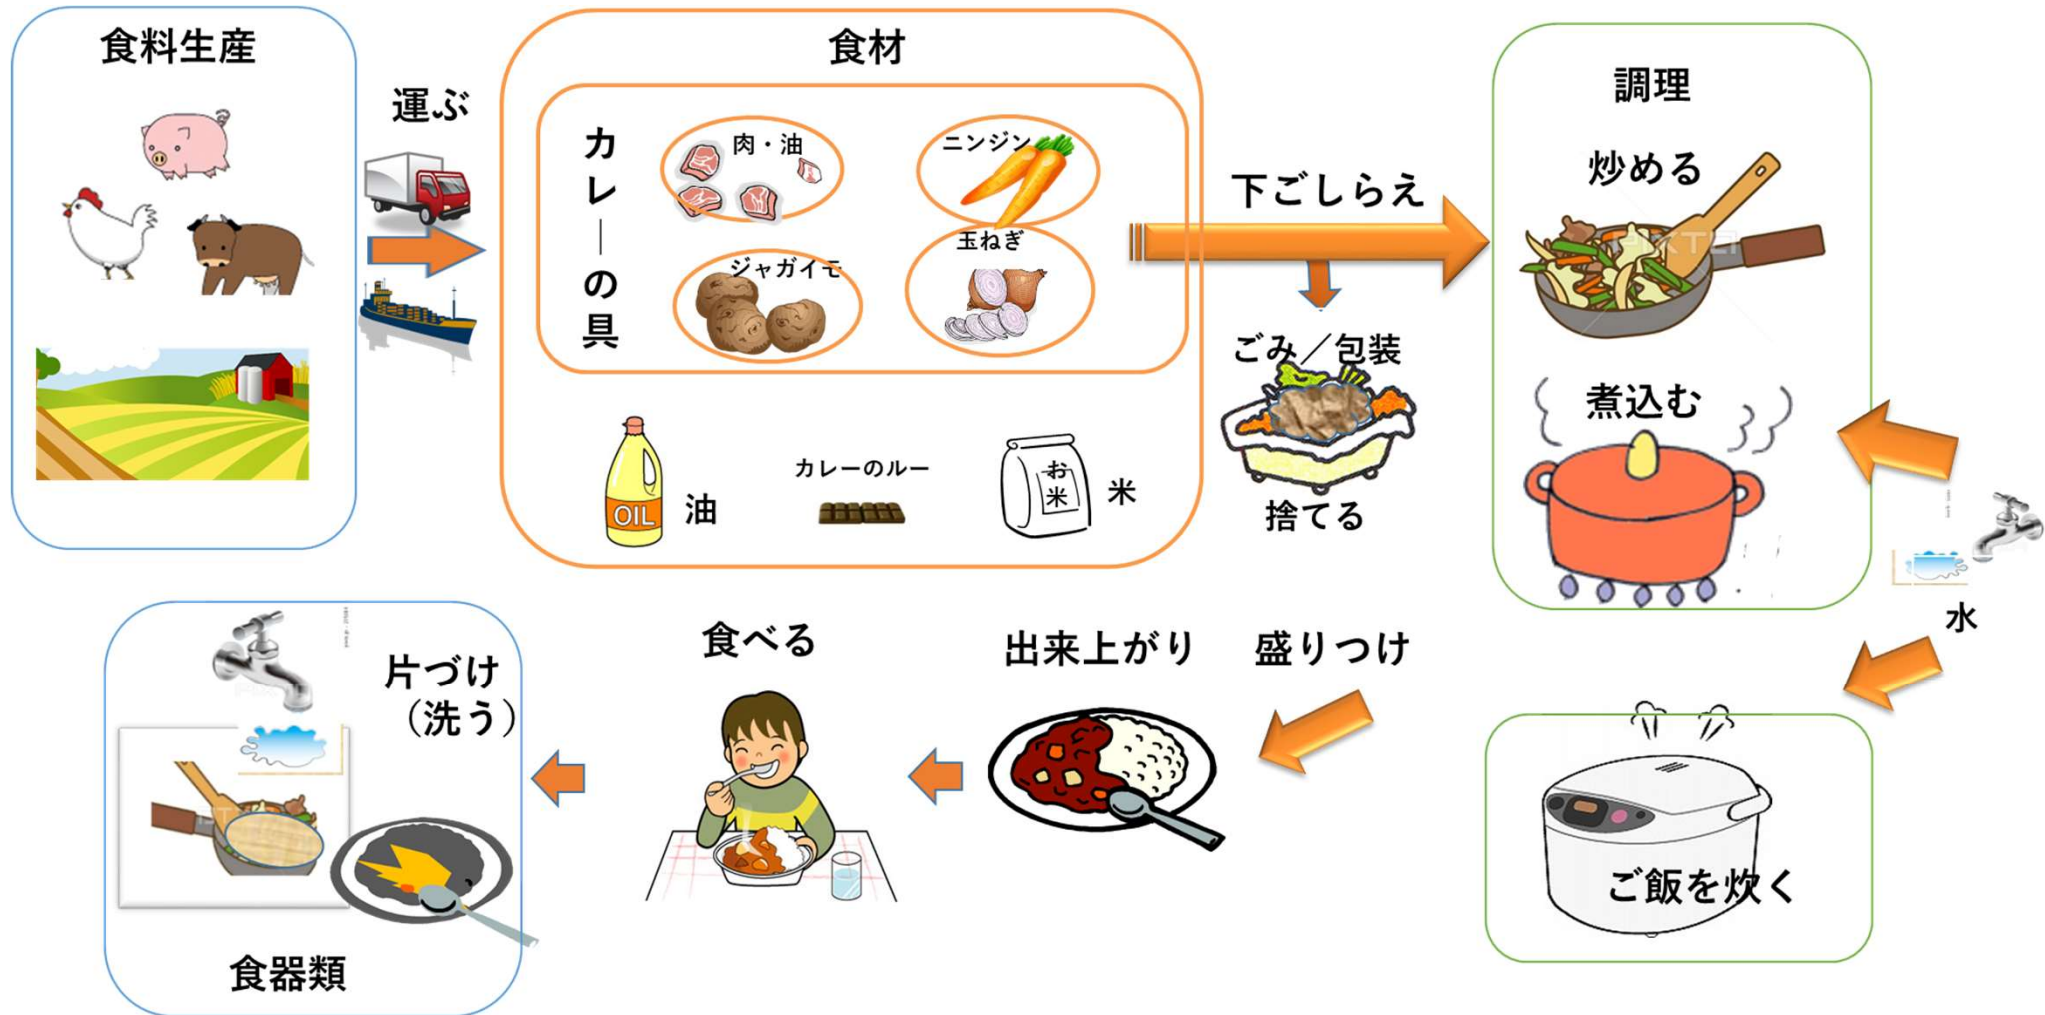 食料生産
運ぶ
食材
カレーの具
肉・油
ニンジン
ジャガイモ
玉ねぎ
OIL
油
カレーのルー
お
米
米
下ごしらえ
ごみ／包装
捨てる
調理
炒める
PIXTA
煮込む
水
ご飯を炊く
盛りつけ
出来上がり
食べる
片づけ
（洗う）
食器類